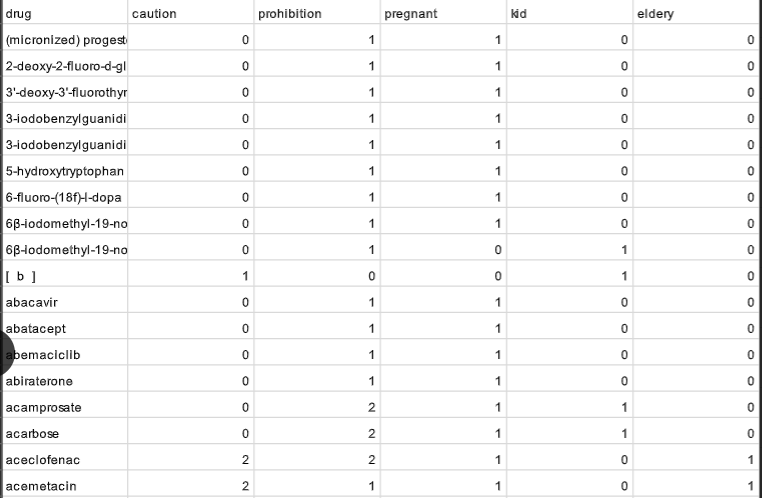 drug caution prohibition pregnant kid eldery
(micronized) progest 0 1 1 0 0
2-deoxy-2-fluoro-d-gl 0 1 1 0 0
3'-deoxy-3'-fluorothyr 0 1 1 0 0
3-iodobenzylguanidi 0 1 1 0 0
3-iodobenzylguanidi 0 1 1 0 0
5-hydroxytryptophan 0 1 1 0 0
6-fluoro-(18f)-l-dopa 0 1 1 0 0
6β-iodomethyl-19-no 0 1 1 0 0
6β-iodomethyl-19-no 0 1 0 1 0
[ b ] 1 0 0 1 0
abacavir 0 1 1 0 0
abatacept 0 1 1 0 0
abemaciclib 0 1 1 0 0
abiraterone 0 1 1 0 0
acamprosate 0 2 1 1 0
acarbose 0 2 1 1 0
aceclofenac 2 2 1 0 1
acemetacin 2 1 1 0 1